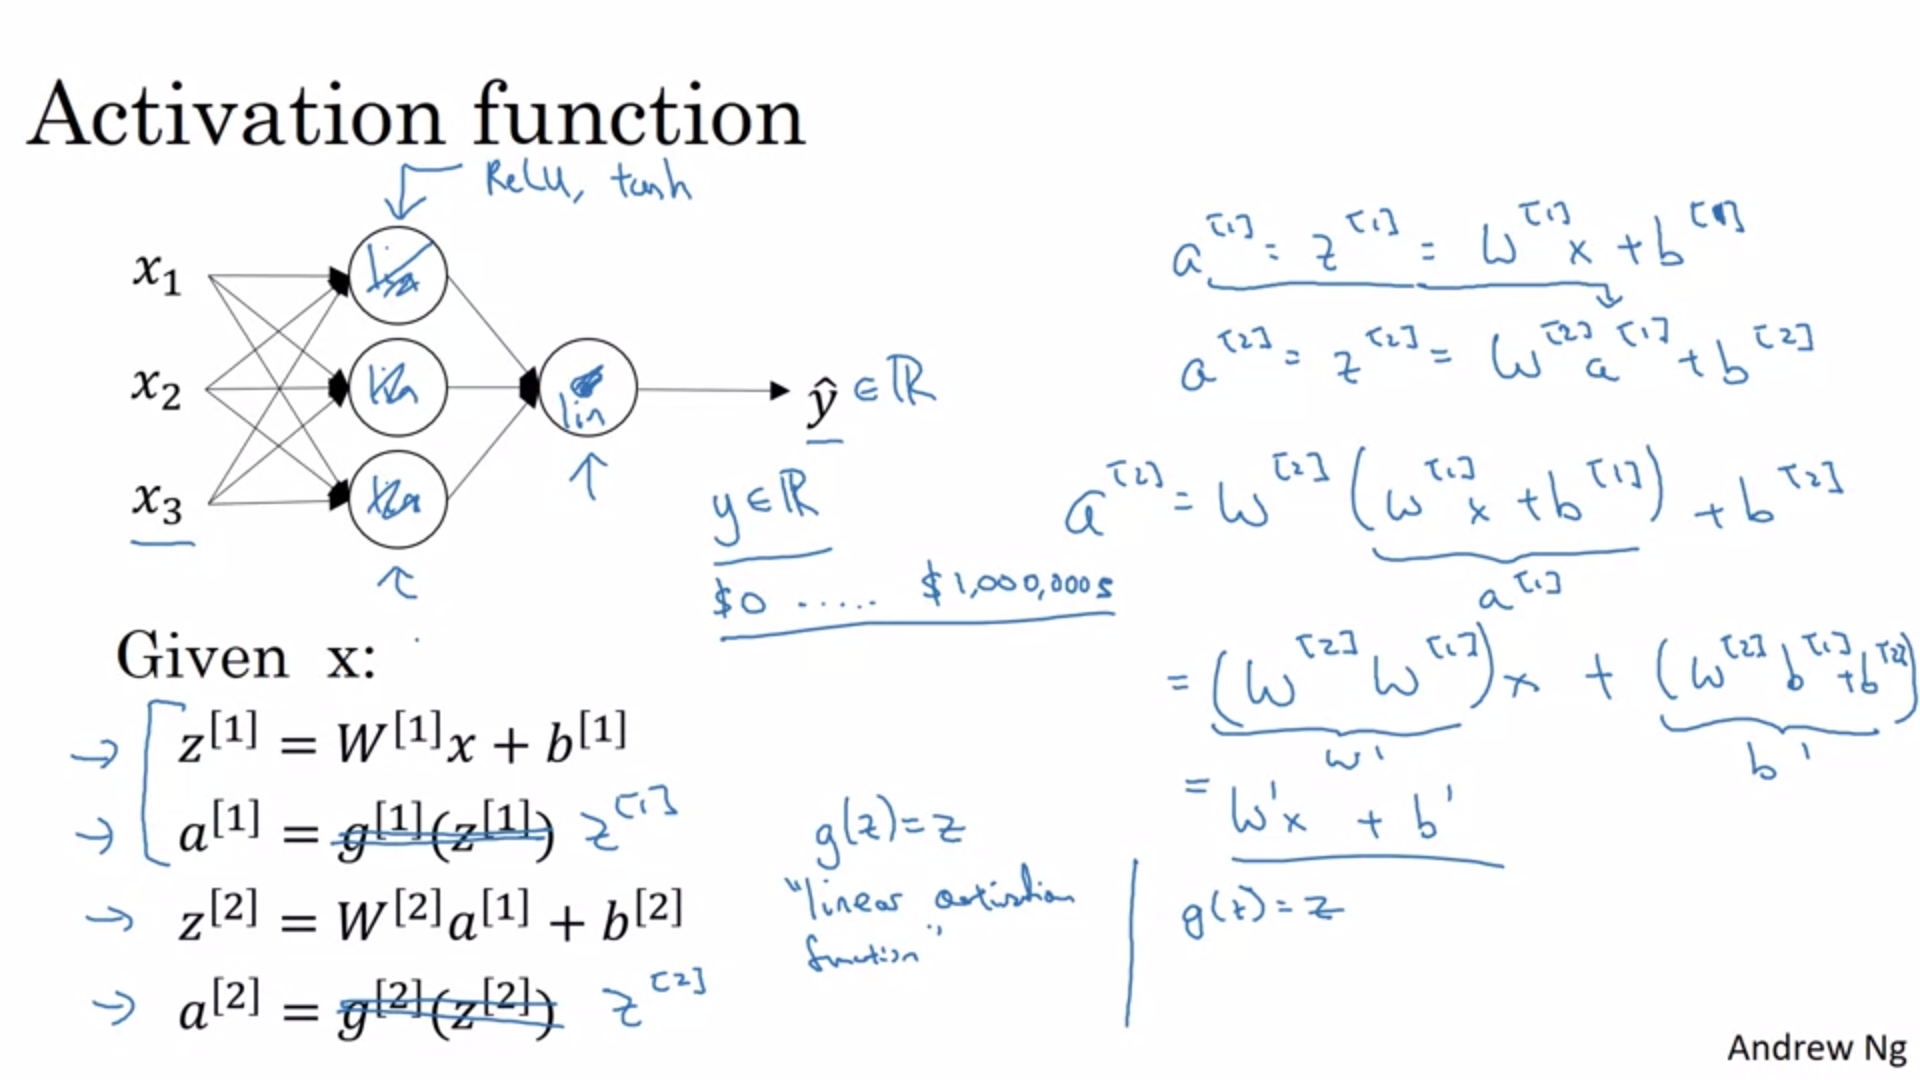 Activation function
ReLU, tanh
x₁
x₂
x₃
lin
ŷ ∈ ℝ
y ∈ ℝ
$0 ..... $1,000,000s
Given x:
→ z^[1] = W^[1]x + b^[1]
→ a^[1] = g^[1](z^[1]) z^[1]
→ z^[2] = W^[2]a^[1] + b^[2]
→ a^[2] = g^[2](z^[2]) z^[2]
g(z) = z
"linear activation
function"
a^[1] = z^[1] = W^[1]x + b^[1]
a^[2] = z^[2] = W^[2]a^[1] + b^[2]
a^[2] = W^[2](W^[1]x + b^[1]) + b^[2]
a^[1]
= (W^[2]W^[1])x + (W^[2]b^[1] + b^[2])
W' b'
= W'x + b'
g(z) = z
Andrew Ng